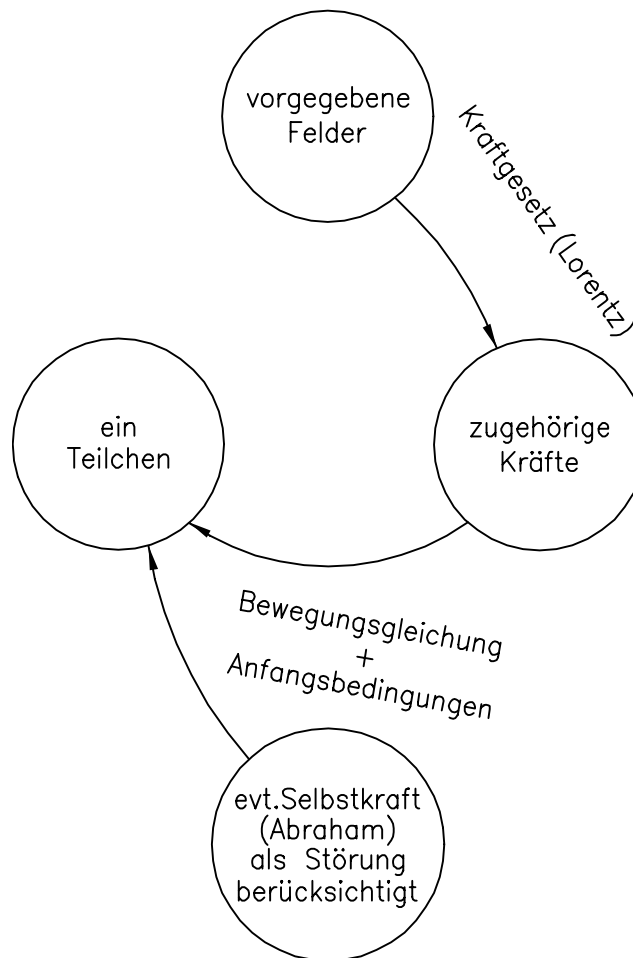 vorgegebene
Felder
Kraftgesetz (Lorentz)
ein
Teilchen
zugehörige
Kräfte
Bewegungsgleichung
+
Anfangsbedingungen
evt.Selbstkraft
(Abraham)
als Störung
berücksichtigt